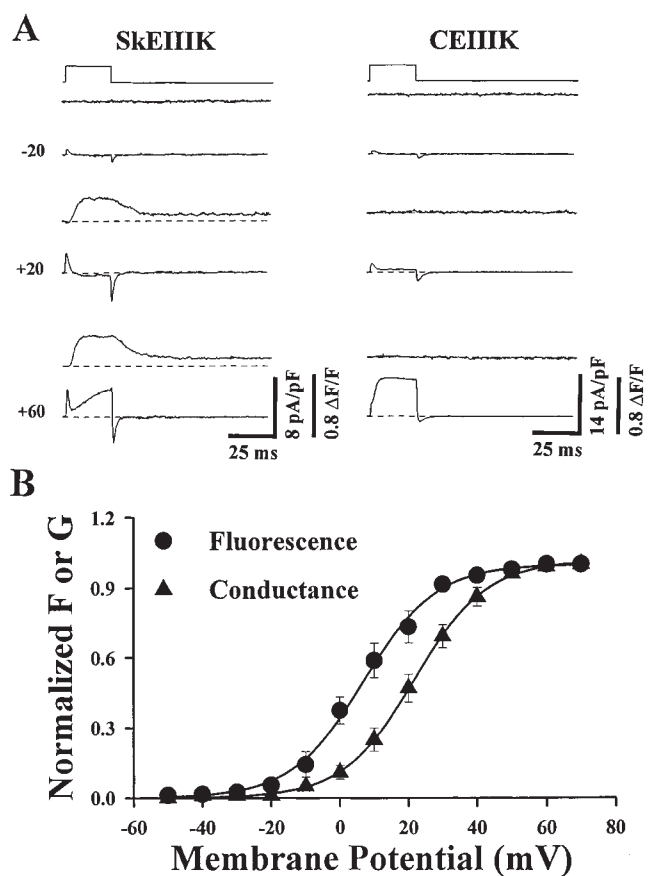 A
SkEIIIK
CEIIIK
-20
+20
+60
8 pA/pF
0.8 ΔF/F
25 ms
14 pA/pF
0.8 ΔF/F
25 ms
B
Normalized F or G
1.2
0.9
0.6
0.3
0.0
Fluorescence
Conductance
-60 -40 -20 0 20 40 60 80
Membrane Potential (mV)